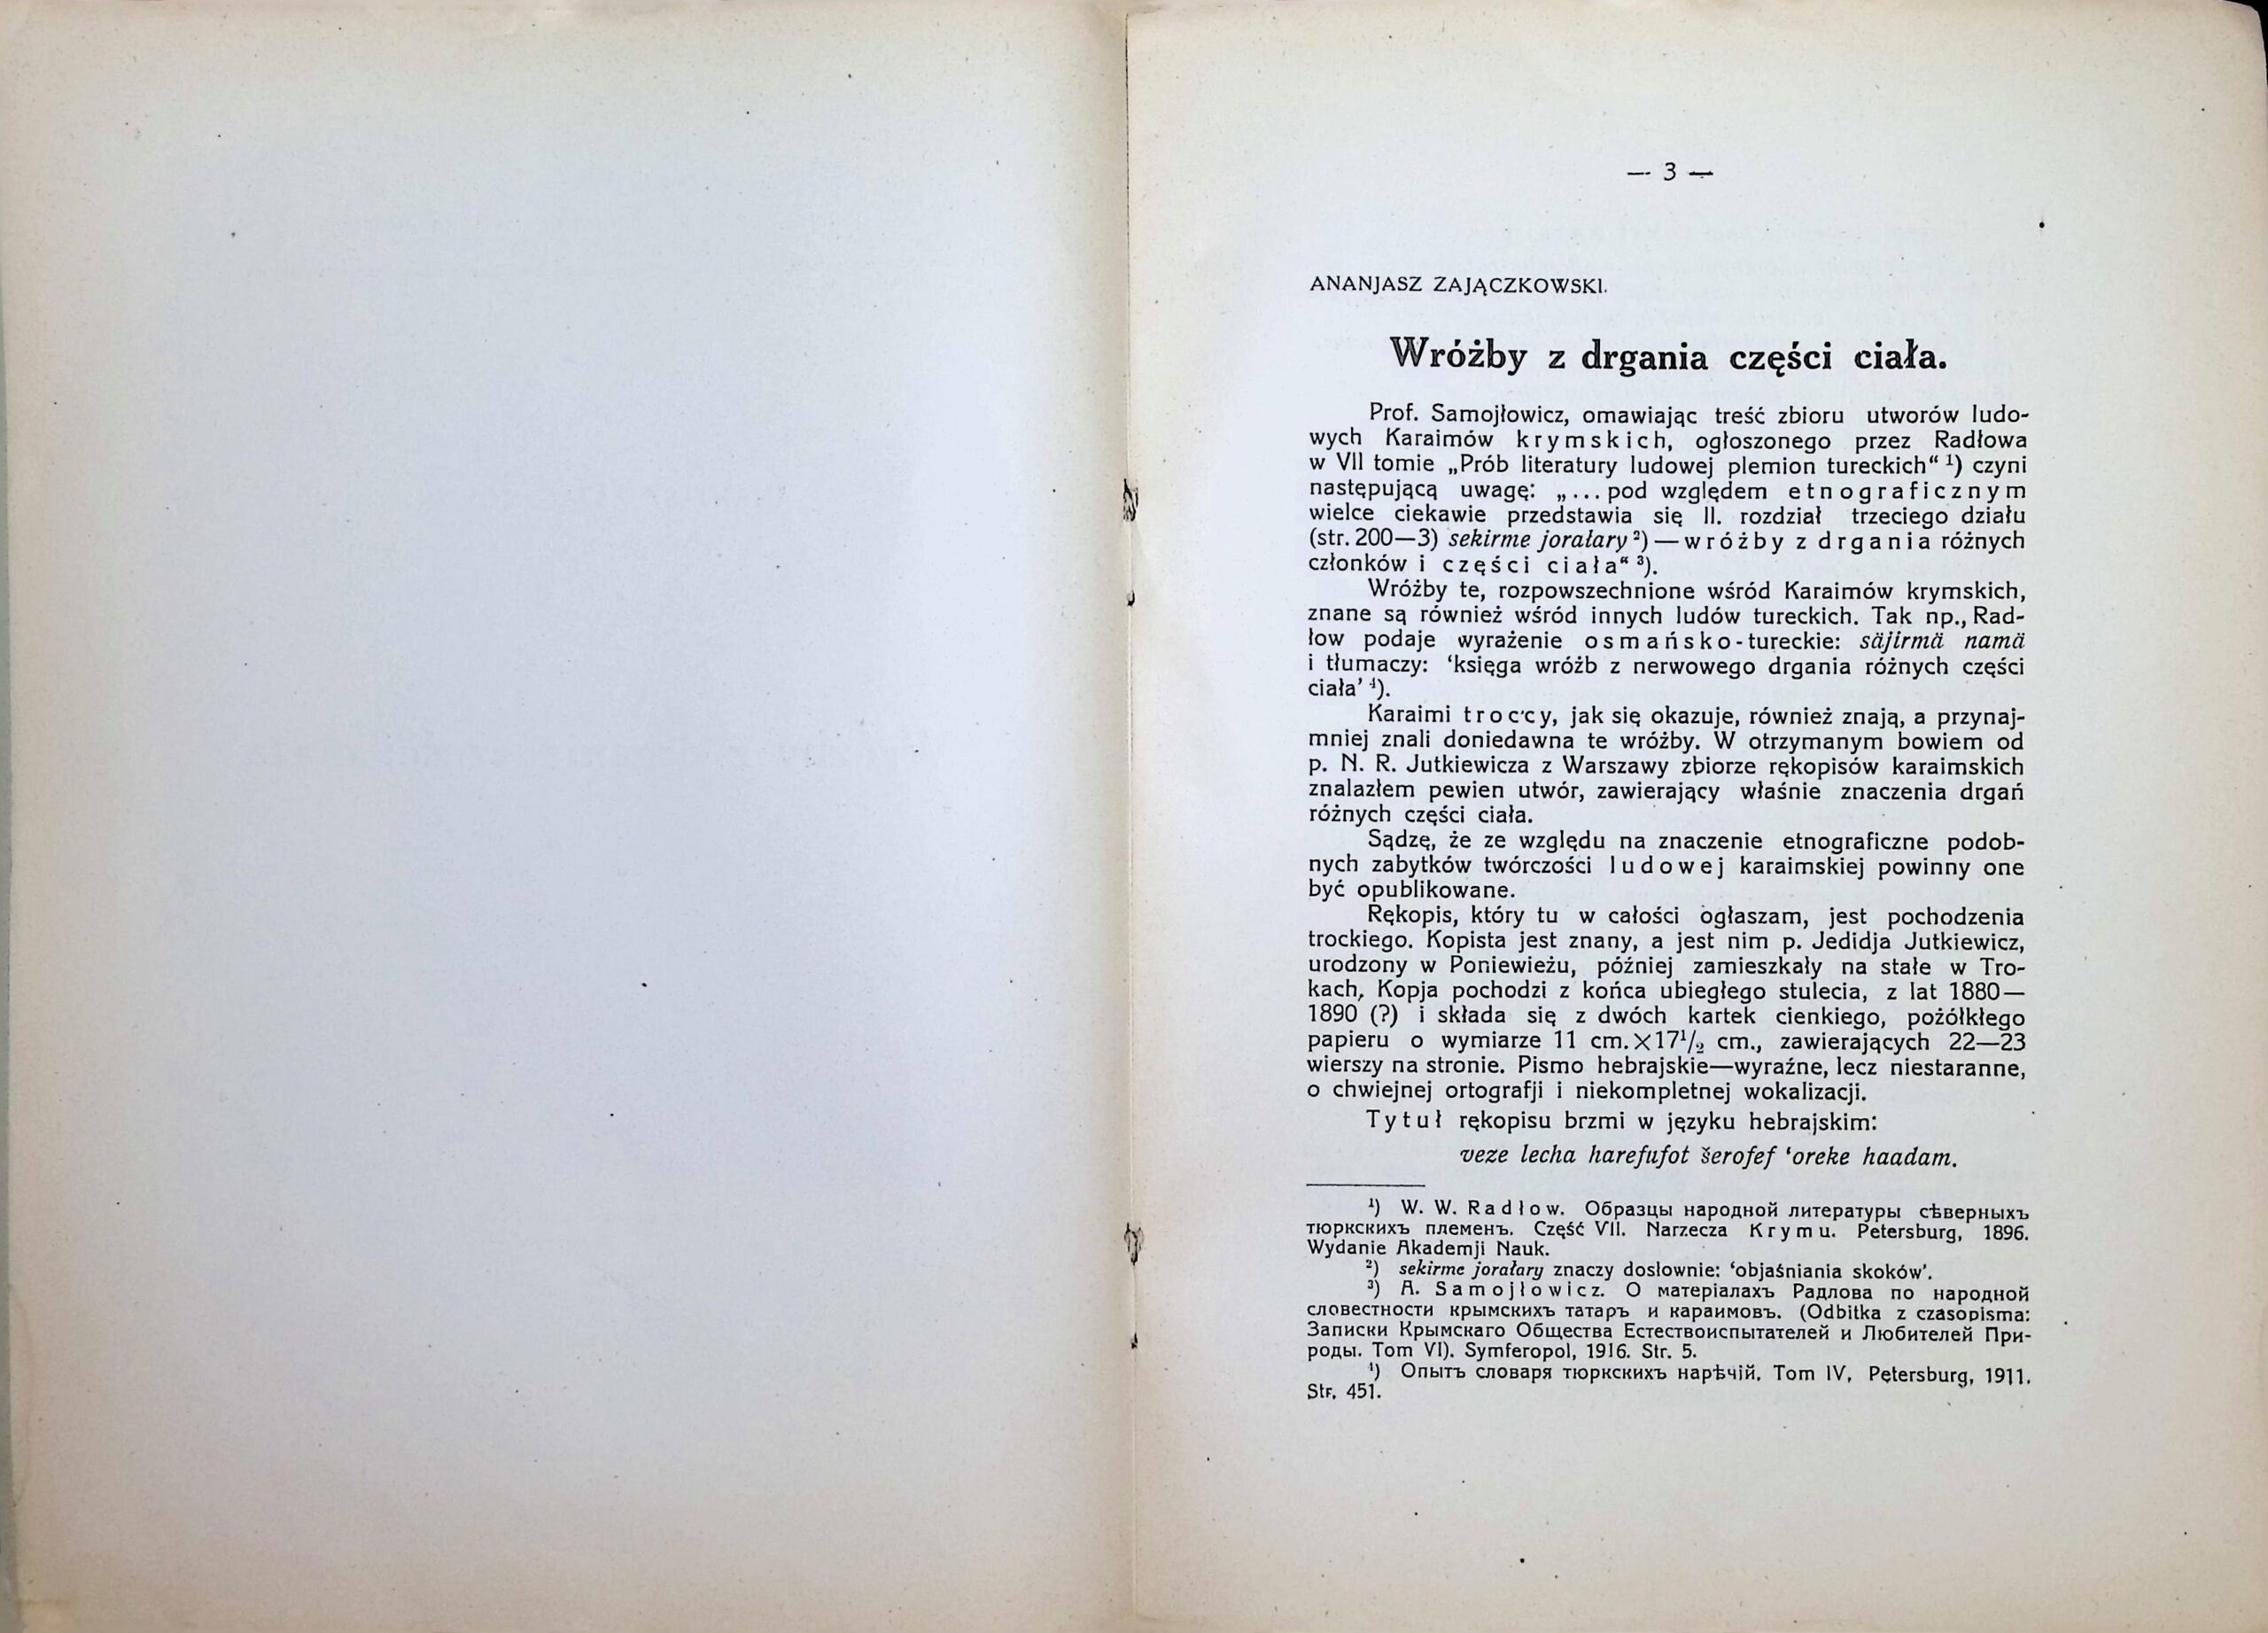 — 3 —
ANANJASZ ZAJĄCZKOWSKI.
Wróżby z drgania części ciała.
Prof. Samojłowicz, omawiając treść zbioru utworów ludo-
wych Karaimów krymskich, ogłoszonego przez Radłowa
w VII tomie „Prób literatury ludowej plemion tureckich“ ¹) czyni
następującą uwagę: „... pod względem etnograficznym
wielce ciekawie przedstawia się II. rozdział trzeciego działu
(str. 200—3) sekirme jorałary ²) — wróżby z drgania różnych
członków i części ciała“ ³).
Wróżby te, rozpowszechnione wśród Karaimów krymskich,
znane są również wśród innych ludów tureckich. Tak np., Rad-
łow podaje wyrażenie osmańsko-tureckie: säjirmä namä
i tłumaczy: ‘księga wróżb z nerwowego drgania różnych części
ciała’ ⁴).
Karaimi troccy, jak się okazuje, również znają, a przynaj-
mniej znali doniedawna te wróżby. W otrzymanym bowiem od
p. N. R. Jutkiewicza z Warszawy zbiorze rękopisów karaimskich
znalazłem pewien utwór, zawierający właśnie znaczenia drgań
różnych części ciała.
Sądzę, że ze względu na znaczenie etnograficzne podob-
nych zabytków twórczości ludowej karaimskiej powinny one
być opublikowane.
Rękopis, który tu w całości ogłaszam, jest pochodzenia
trockiego. Kopista jest znany, a jest nim p. Jedidja Jutkiewicz,
urodzony w Poniewieżu, później zamieszkały na stałe w Tro-
kach. Kopja pochodzi z końca ubiegłego stulecia, z lat 1880—
1890 (?) i składa się z dwóch kartek cienkiego, pożółkłego
papieru o wymiarze 11 cm.×17¹/₂ cm., zawierających 22—23
wierszy na stronie. Pismo hebrajskie—wyraźne, lecz niestaranne,
o chwiejnej ortografji i niekompletnej wokalizacji.
Tytuł rękopisu brzmi w języku hebrajskim:
veze lecha harefufot šerofef ‘oreke haadam.
¹) W. W. Radłow. Образцы народной литературы сѣверныхъ
тюркскихъ племенъ. Część VII. Narzecza Krymu. Petersburg, 1896.
Wydanie Akademji Nauk.
²) sekirme jorałary znaczy dosłownie: ‘objaśniania skoków’.
³) A. Samojłowicz. О матеріалахъ Радлова по народной
словестности крымскихъ татаръ и караимовъ. (Odbitka z czasopisma:
Записки Крымскаго Общества Естествоиспытателей и Любителей При-
роды. Tom VI). Symferopol, 1916. Str. 5.
⁴) Опытъ словаря тюркскихъ нарѣчій. Tom IV, Petersburg, 1911.
Str. 451.